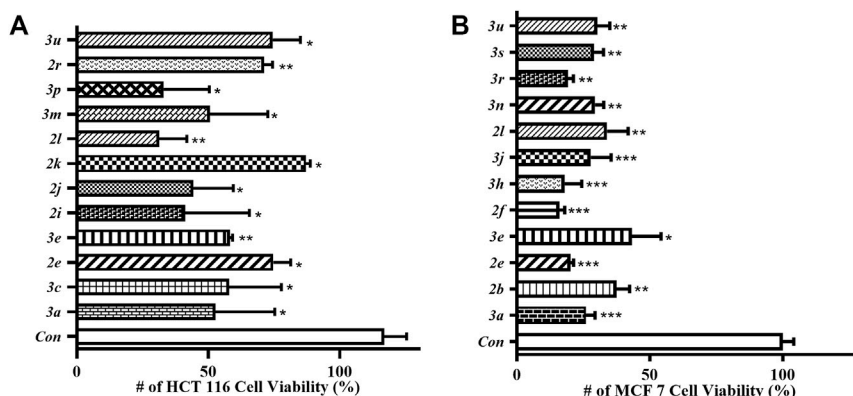 A
3u *
2r **
3p *
3m *
2l **
2k *
2j *
2i *
3e **
2e *
3c *
3a *
Con
0 50 100
# of HCT 116 Cell Viability (%)
B
3u **
3s **
3r **
3n **
2l **
3j ***
3h ***
2f ***
3e *
2e ***
2b **
3a ***
Con
0 50 100
# of MCF 7 Cell Viability (%)